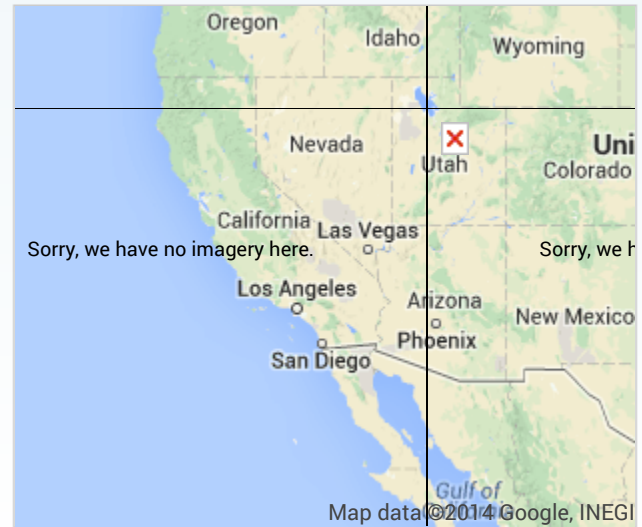 Oregon
Idaho
Wyoming
Nevada
Uni
Utah
Colorado
California
Las Vegas
Sorry, we have no imagery here.
Sorry, we h
Los Angeles
Arizona
New Mexico
Phoenix
San Diego
Gulf of
Map data ©2014 Google, INEGI